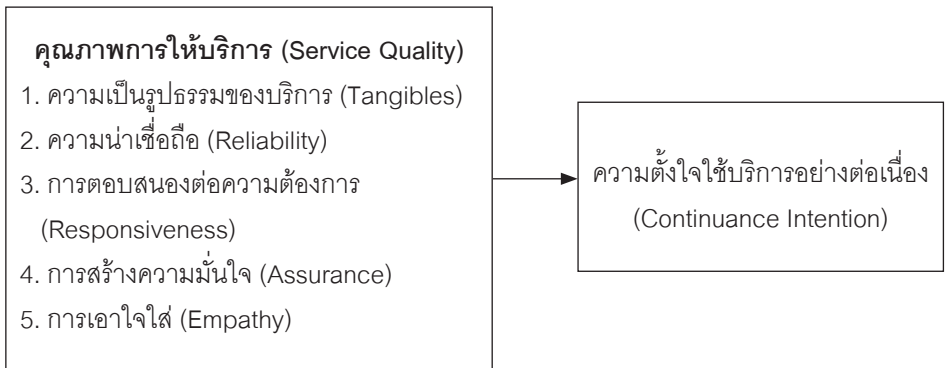 คุณภาพการให้บริการ (Service Quality)
1. ความเป็นรูปธรรมของบริการ (Tangibles)
2. ความน่าเชื่อถือ (Reliability)
3. การตอบสนองต่อความต้องการ
(Responsiveness)
4. การสร้างความมั่นใจ (Assurance)
5. การเอาใจใส่ (Empathy)
ความตั้งใจใช้บริการอย่างต่อเนื่อง
(Continuance Intention)